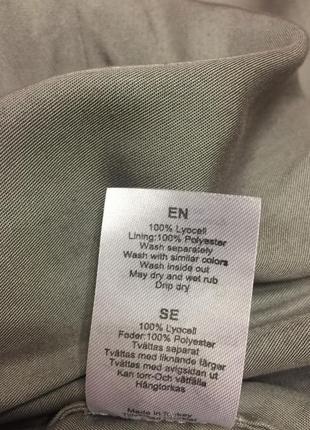 EN
100% Lyocell
Lining:100% Polyester
Wash separately
Wash with similar colors
Wash inside out
May dry and wet rub
Drip dry
SE
100% Lyocell
Foder:100% Polyester
Tvättas separat
Tvättas med liknande färger
Tvättas med avigsidan ut
Kan torr-Och våtfälla
Hängtorkas
Made in